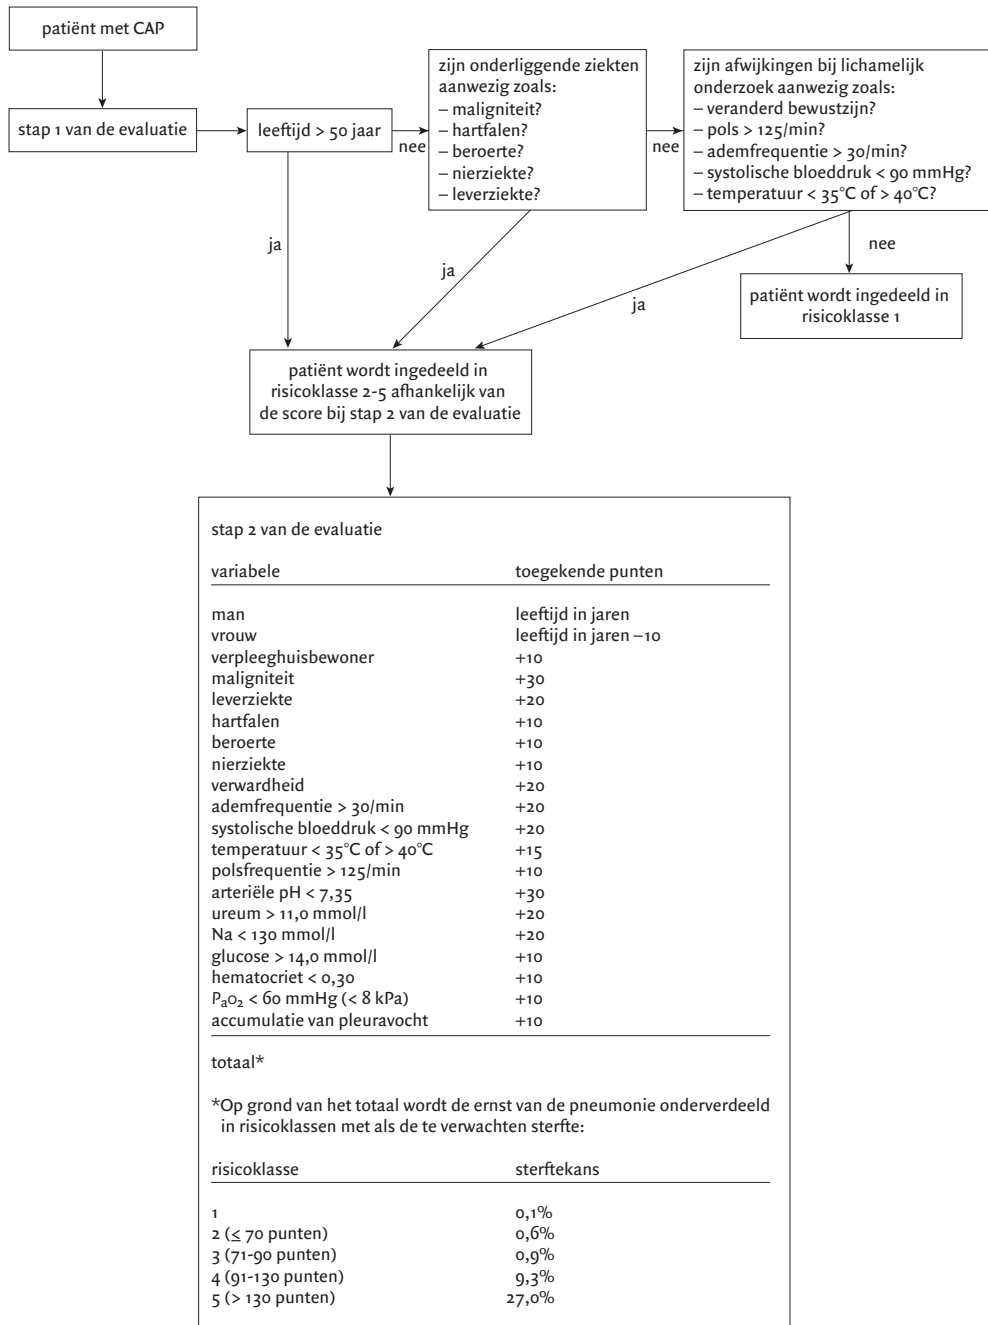 patiënt met CAP
stap 1 van de evaluatie
leeftijd > 50 jaar
nee
zijn onderliggende ziekten
aanwezig zoals:
– maligniteit?
– hartfalen?
– beroerte?
– nierziekte?
– leverziekte?
nee
zijn afwijkingen bij lichamelijk
onderzoek aanwezig zoals:
– veranderd bewustzijn?
– pols > 125/min?
– ademfrequentie > 30/min?
– systolische bloeddruk < 90 mmHg?
– temperatuur < 35°C of > 40°C?
ja
ja
ja
nee
patiënt wordt ingedeeld in
risicoklasse 1
patiënt wordt ingedeeld in
risicoklasse 2-5 afhankelijk van
de score bij stap 2 van de evaluatie
stap 2 van de evaluatie
variabele toegekende punten
man leeftijd in jaren
vrouw leeftijd in jaren –10
verpleeghuisbewoner +10
maligniteit +30
leverziekte +20
hartfalen +10
beroerte +10
nierziekte +10
verwardheid +20
ademfrequentie > 30/min +20
systolische bloeddruk < 90 mmHg +20
temperatuur < 35°C of > 40°C +15
polsfrequentie > 125/min +10
arteriële pH < 7,35 +30
ureum > 11,0 mmol/l +20
Na < 130 mmol/l +20
glucose > 14,0 mmol/l +10
hematocriet < 0,30 +10
PaO2 < 60 mmHg (< 8 kPa) +10
accumulatie van pleuravocht +10
totaal*
*Op grond van het totaal wordt de ernst van de pneumonie onderverdeeld
in risicoklassen met als de te verwachten sterfte:
risicoklasse sterftekans
1 0,1%
2 (≤ 70 punten) 0,6%
3 (71-90 punten) 0,9%
4 (91-130 punten) 9,3%
5 (> 130 punten) 27,0%